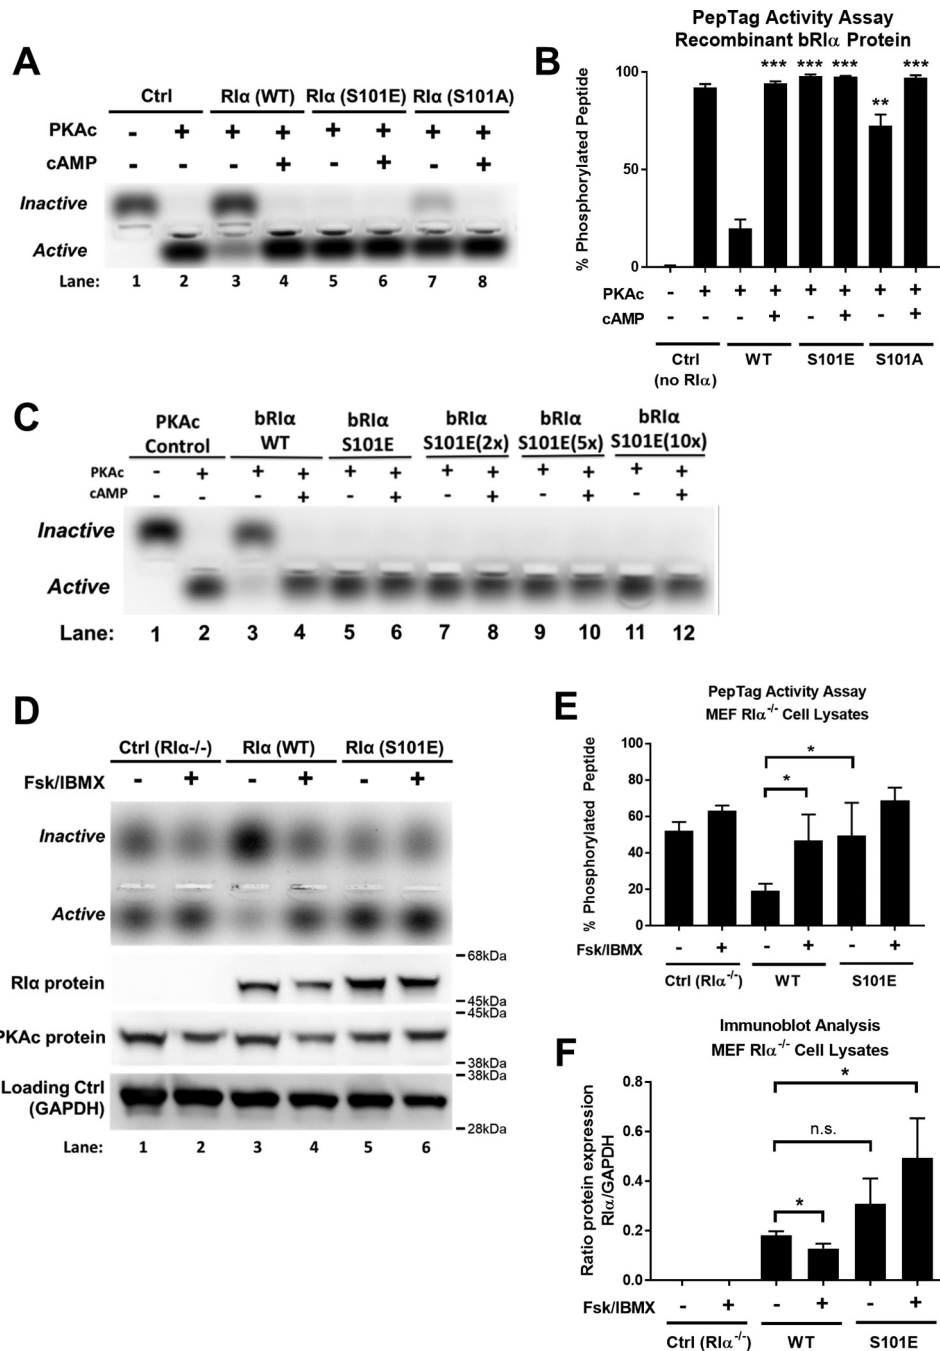 A
Ctrl RIα (WT) RIα (S101E) RIα (S101A)
PKAc - + + + + + + +
cAMP - - - + - + - +
Inactive
Active
Lane: 1 2 3 4 5 6 7 8
B
PepTag Activity Assay
Recombinant bRIα Protein
% Phosphorylated Peptide
100
50
0
*** *** *** ** ***
PKAc - + + + + + + +
cAMP - - - + - + - +
Ctrl WT S101E S101A
(no RIα)
C
PKAc bRIα bRIα bRIα bRIα bRIα
Control WT S101E S101E(2x) S101E(5x) S101E(10x)
PKAc - + + + + + + + + + + +
cAMP - - - + - + - + - + - +
Inactive
Active
Lane: 1 2 3 4 5 6 7 8 9 10 11 12
D
Ctrl (RIα-/-) RIα (WT) RIα (S101E)
Fsk/IBMX - + - + - +
Inactive
Active
68kDa
RIα protein
45kDa
45kDa
PKAc protein
38kDa
38kDa
Loading Ctrl
(GAPDH)
28kDa
Lane: 1 2 3 4 5 6
E
PepTag Activity Assay
MEF RIα-/- Cell Lysates
% Phosphorylated Peptide
100
80
60
40
20
0
*
*
Fsk/IBMX - + - + - +
Ctrl (RIα-/-) WT S101E
F
Immunoblot Analysis
MEF RIα-/- Cell Lysates
Ratio protein expression
RIα/GAPDH
0.8
0.6
0.4
0.2
0.0
*
n.s.
*
Fsk/IBMX - + - + - +
Ctrl (RIα-/-) WT S101E